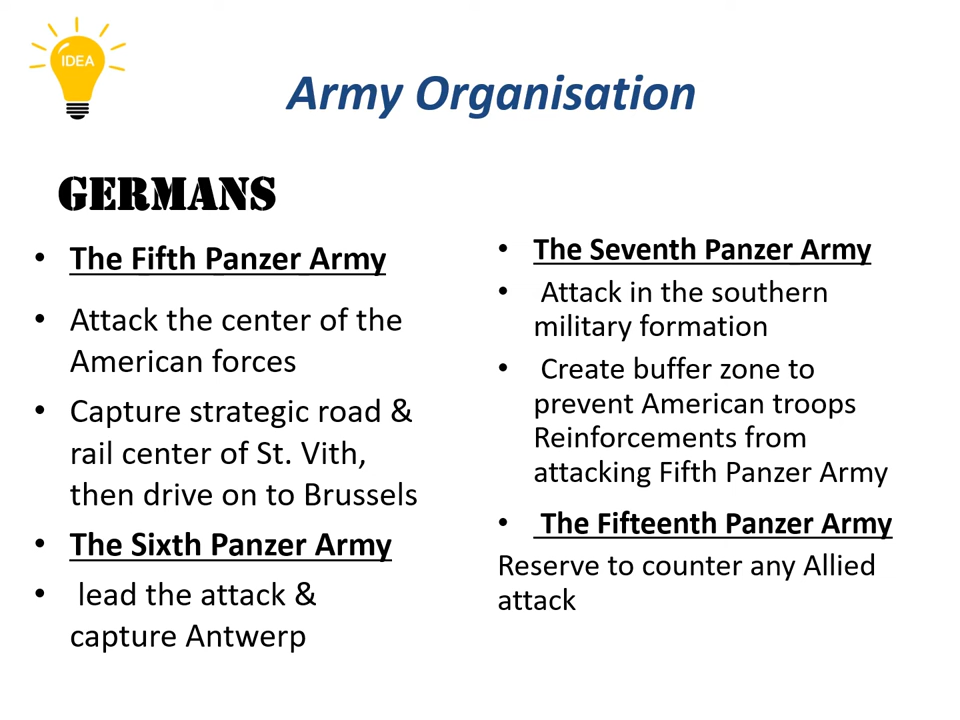 IDEA
Army Organisation
GERMANS
• The Fifth Panzer Army
• Attack the center of the
American forces
• Capture strategic road &
rail center of St. Vith,
then drive on to Brussels
• The Sixth Panzer Army
• lead the attack &
capture Antwerp
• The Seventh Panzer Army
• Attack in the southern
military formation
• Create buffer zone to
prevent American troops
Reinforcements from
attacking Fifth Panzer Army
• The Fifteenth Panzer Army
Reserve to counter any Allied
attack